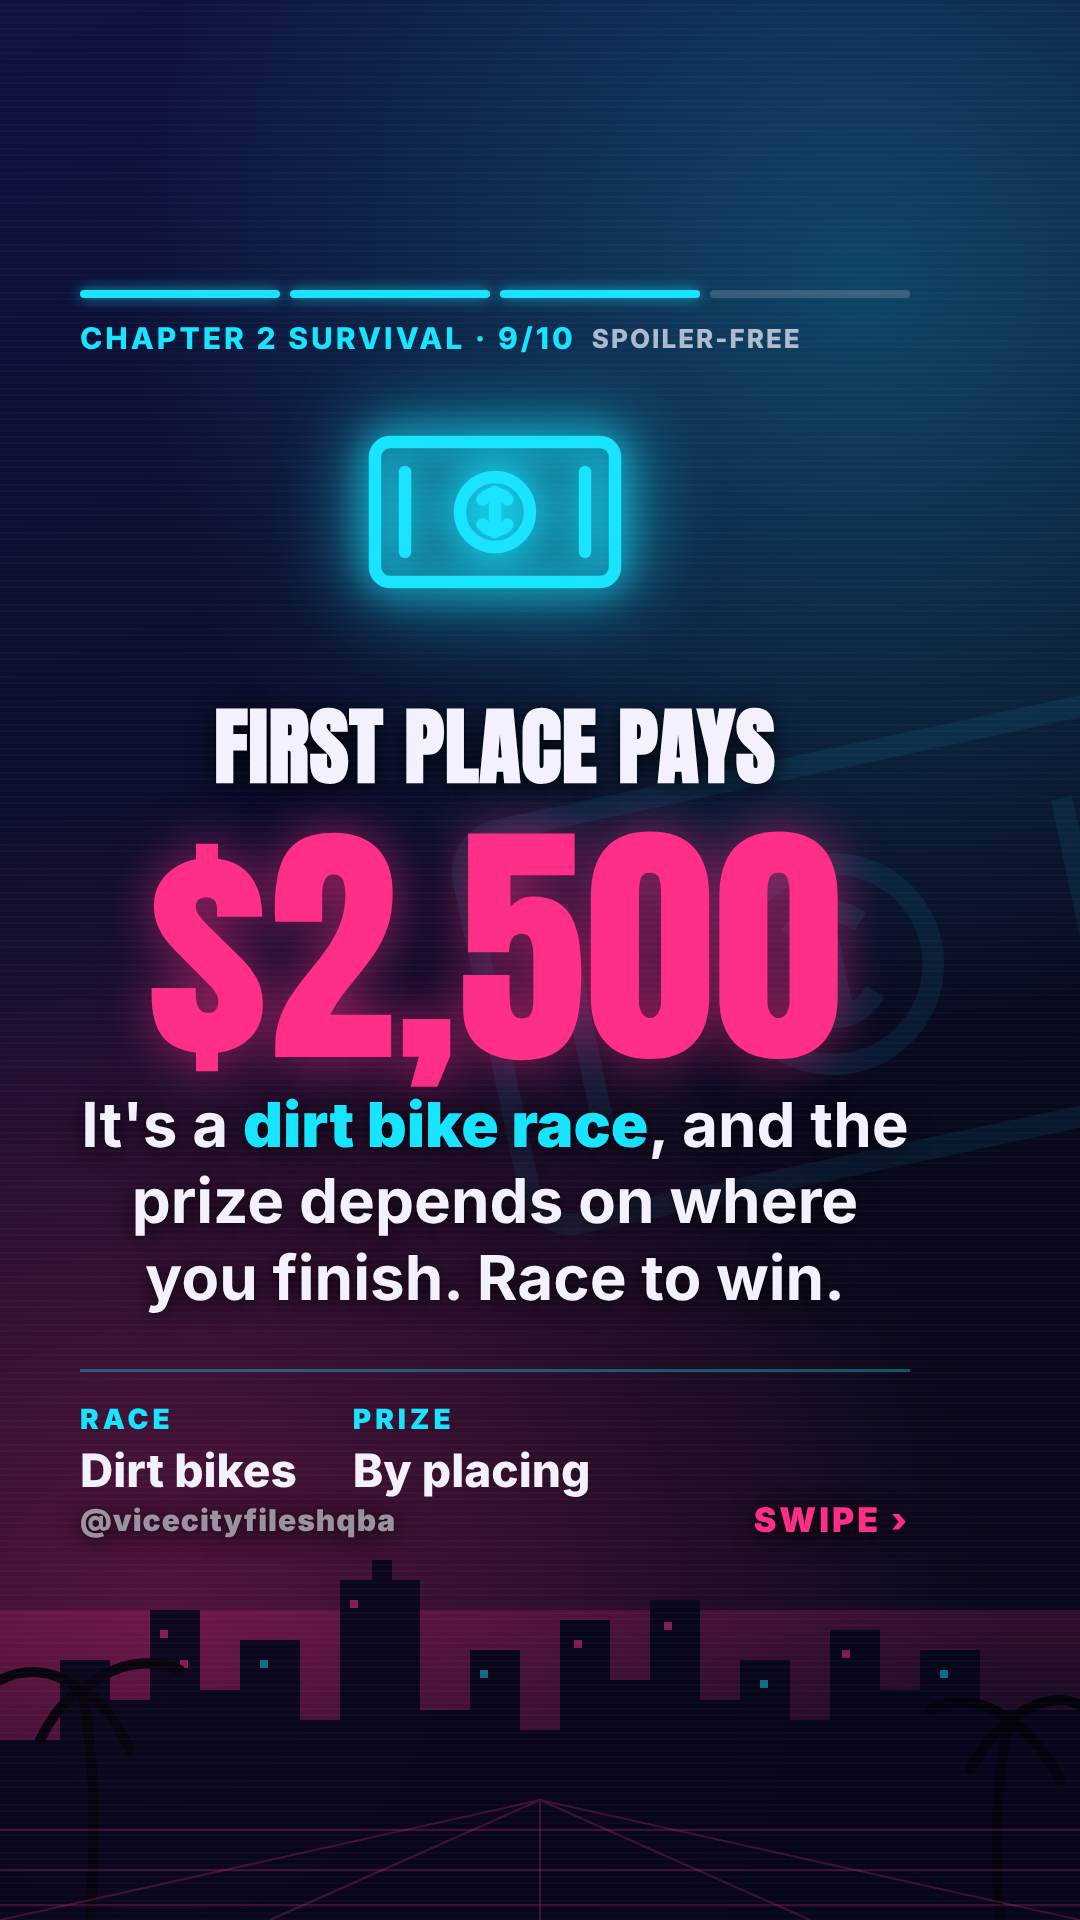 CHAPTER 2 SURVIVAL · 9/10 SPOILER-FREE
FIRST PLACE PAYS
$2,500
It's a dirt bike race, and the
prize depends on where
you finish. Race to win.
RACE PRIZE
Dirt bikes By placing
@vicecityfileshqba SWIPE ›